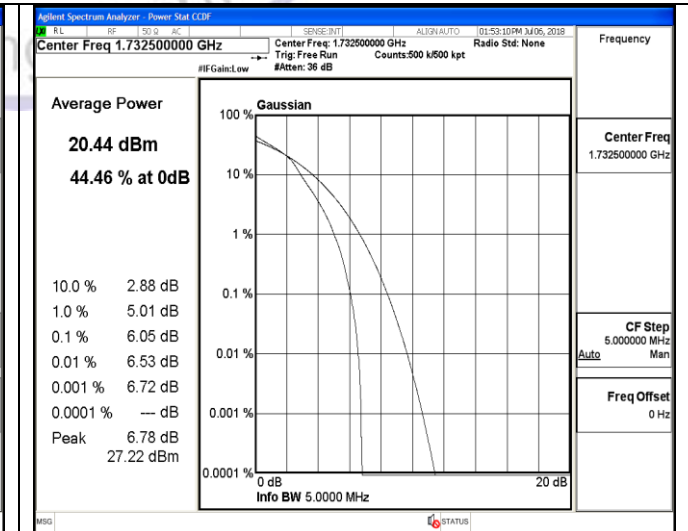 Agilent Spectrum Analyzer - Power Stat CCDF
RL RF 50 Ω AC SENSE:INT ALIGN AUTO 01:53:10 PM Jul 06, 2018
Center Freq 1.732500000 GHz
Center Freq: 1.732500000 GHz Radio Std: None
Trig: Free Run Counts:500 k/500 kpt
#IFGain:Low #Atten: 36 dB
Average Power
20.44 dBm
44.46 % at 0dB
10.0 % 2.88 dB
1.0 % 5.01 dB
0.1 % 6.05 dB
0.01 % 6.53 dB
0.001 % 6.72 dB
0.0001 % --- dB
Peak 6.78 dB
27.22 dBm
Gaussian
100 %
10 %
1 %
0.1 %
0.01 %
0.001 %
0.0001 %
0 dB 20 dB
Info BW 5.0000 MHz
Frequency
Center Freq
1.732500000 GHz
CF Step
5.000000 MHz
Auto Man
Freq Offset
0 Hz
MSG STATUS